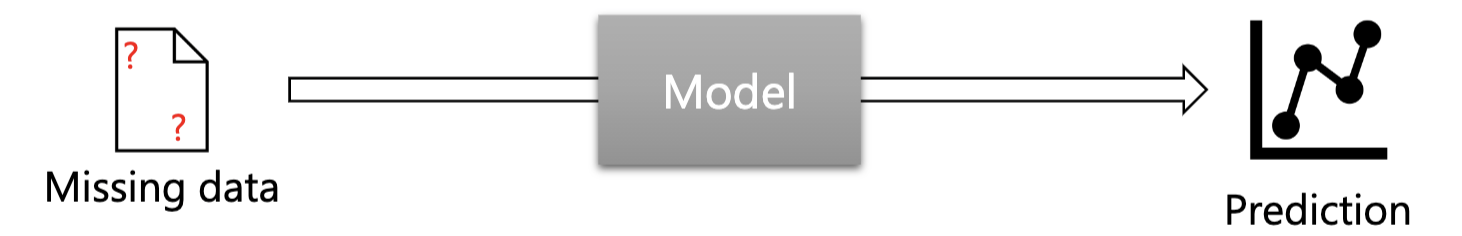 ?
?
Missing data
Model
Prediction